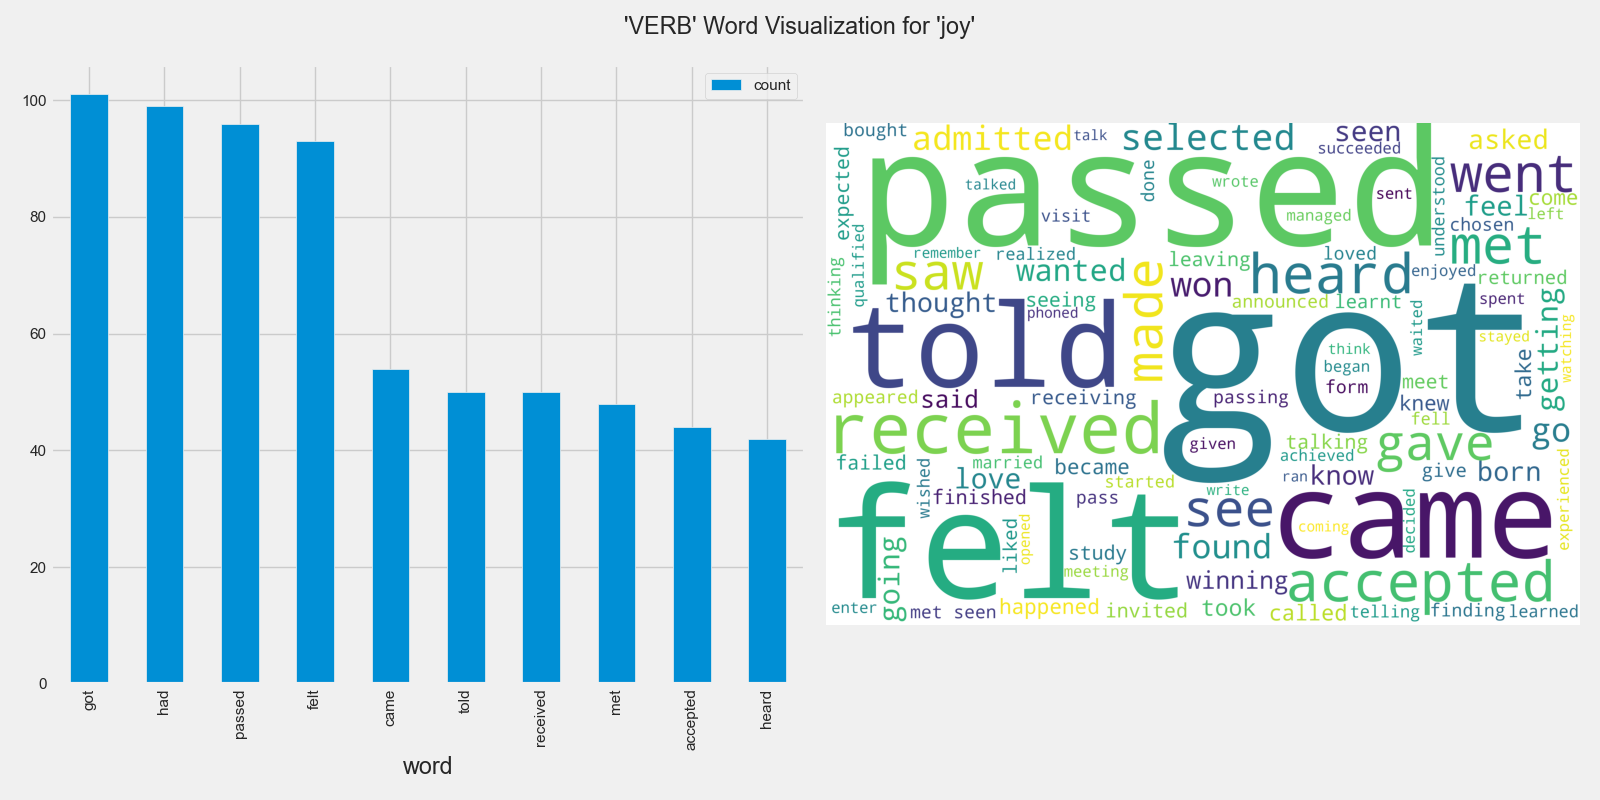 'VERB' Word Visualization for 'joy'
count
100
80
60
40
20
0
got
had
passed
felt
came
told
received
met
accepted
heard
word
bought
admitted
talk
selected
seen
succeeded
asked
passed
expected
talked
done
wrote
sent
understood
went
visit
managed
feel
come
left
chosen
met
thinking
qualified
remember
realized
saw
wanted
leaving
loved
heard
enjoyed
returned
thought
seeing
phoned
made
won
announced
learnt
spent
told
got
waited
stayed
watching
getting
take
think
began
form
meet
knew
fell
appeared
said
receiving
passing
received
given
talking
achieved
gave
go
failed
wished
married
became
love
started
finished
pass
write
ran
know
give
born
experienced
felt
see
came
coming
decided
liked
opened
going
study
meeting
found
winning
accepted
enter
met seen
happened
invited
took
called
telling
finding
learned